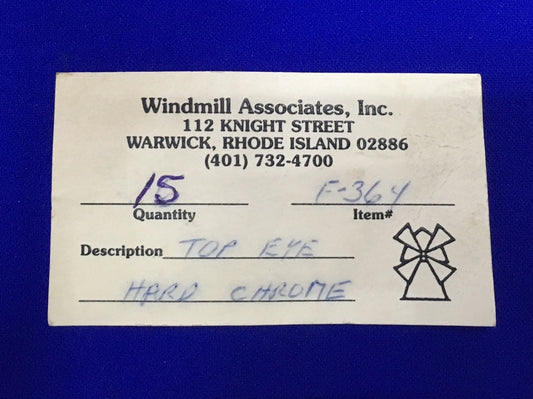 Windmill Associates, Inc.
112 KNIGHT STREET
WARWICK, RHODE ISLAND 02886
(401) 732-4700
15 F-364
Quantity Item#
Description TOP EYE
HARD CHROME